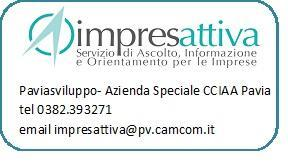 impresattiva
Servizio di Ascolto, Informazione
e Orientamento per le Imprese
Paviasviluppo- Azienda Speciale CCIAA Pavia
tel 0382.393271
email impresattiva@pv.camcom.it